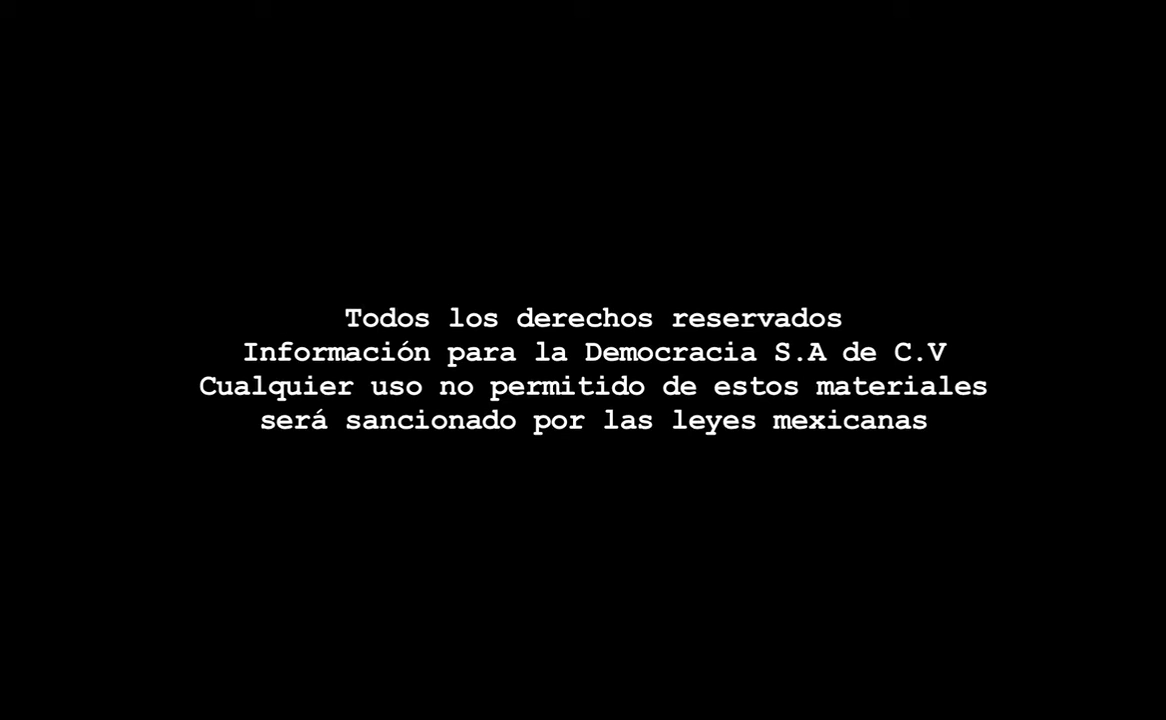 Todos los derechos reservados
Información para la Democracia S.A de C.V
Cualquier uso no permitido de estos materiales
será sancionado por las leyes mexicanas